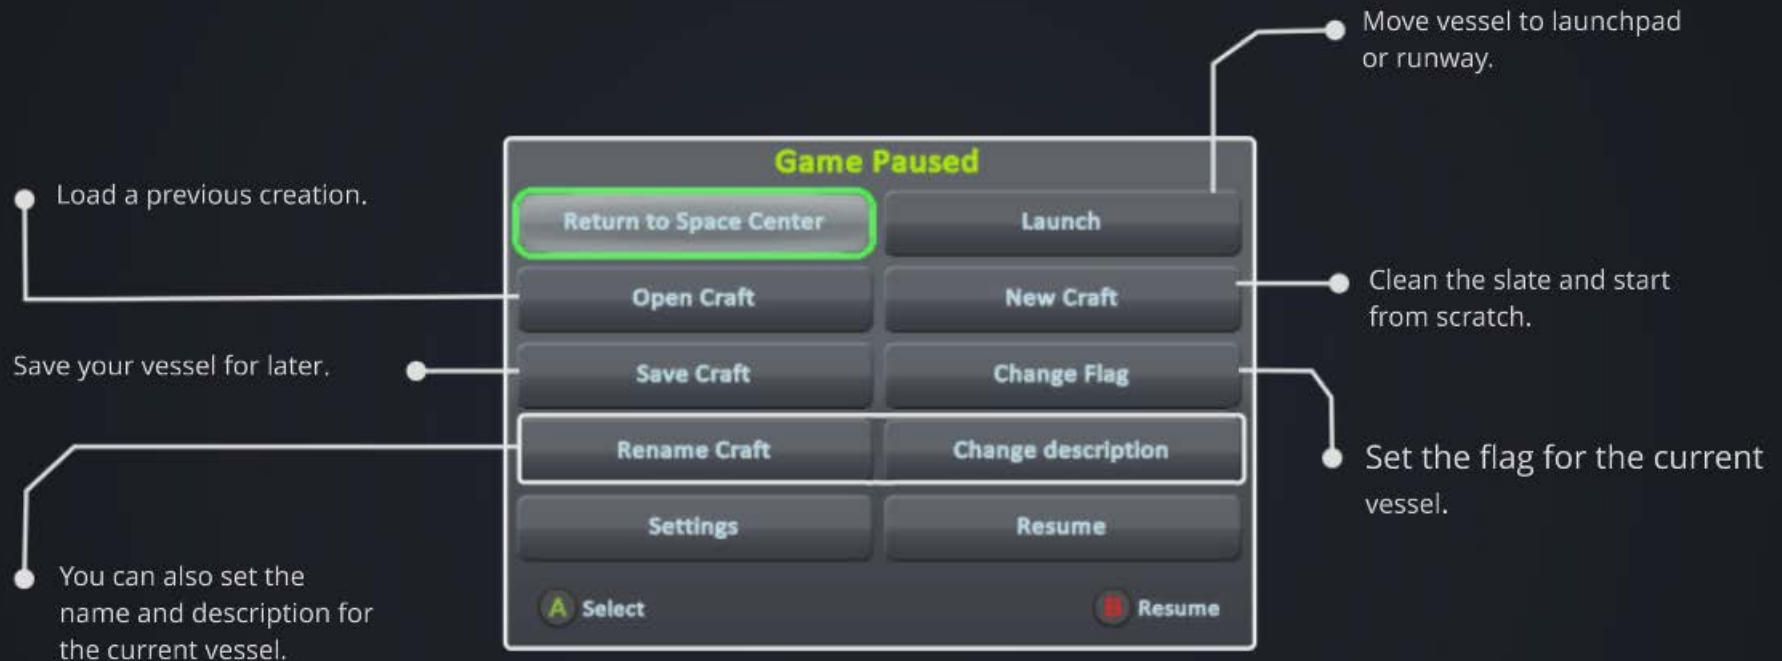 Move vessel to launchpad
or runway.
Game Paused
Load a previous creation.
Return to Space Center
Launch
Open Craft
New Craft
Clean the slate and start
from scratch.
Save your vessel for later.
Save Craft
Change Flag
Rename Craft
Change description
Set the flag for the current
vessel.
Settings
Resume
You can also set the
name and description for
the current vessel.
A Select
B Resume